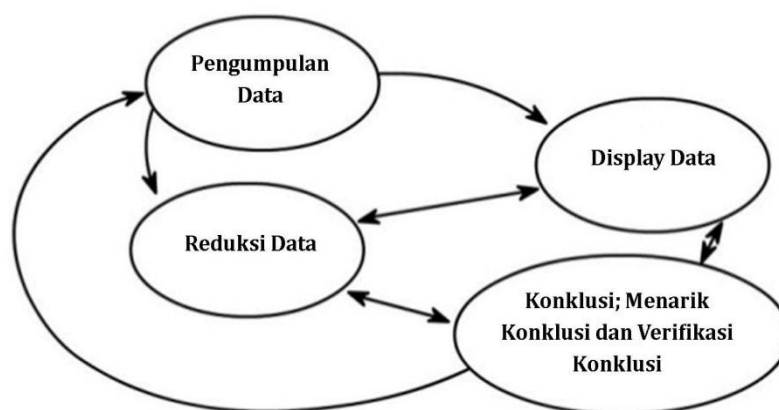 Pengumpulan
Data
Display Data
Reduksi Data
Konklusi; Menarik
Konklusi dan Verifikasi
Konklusi